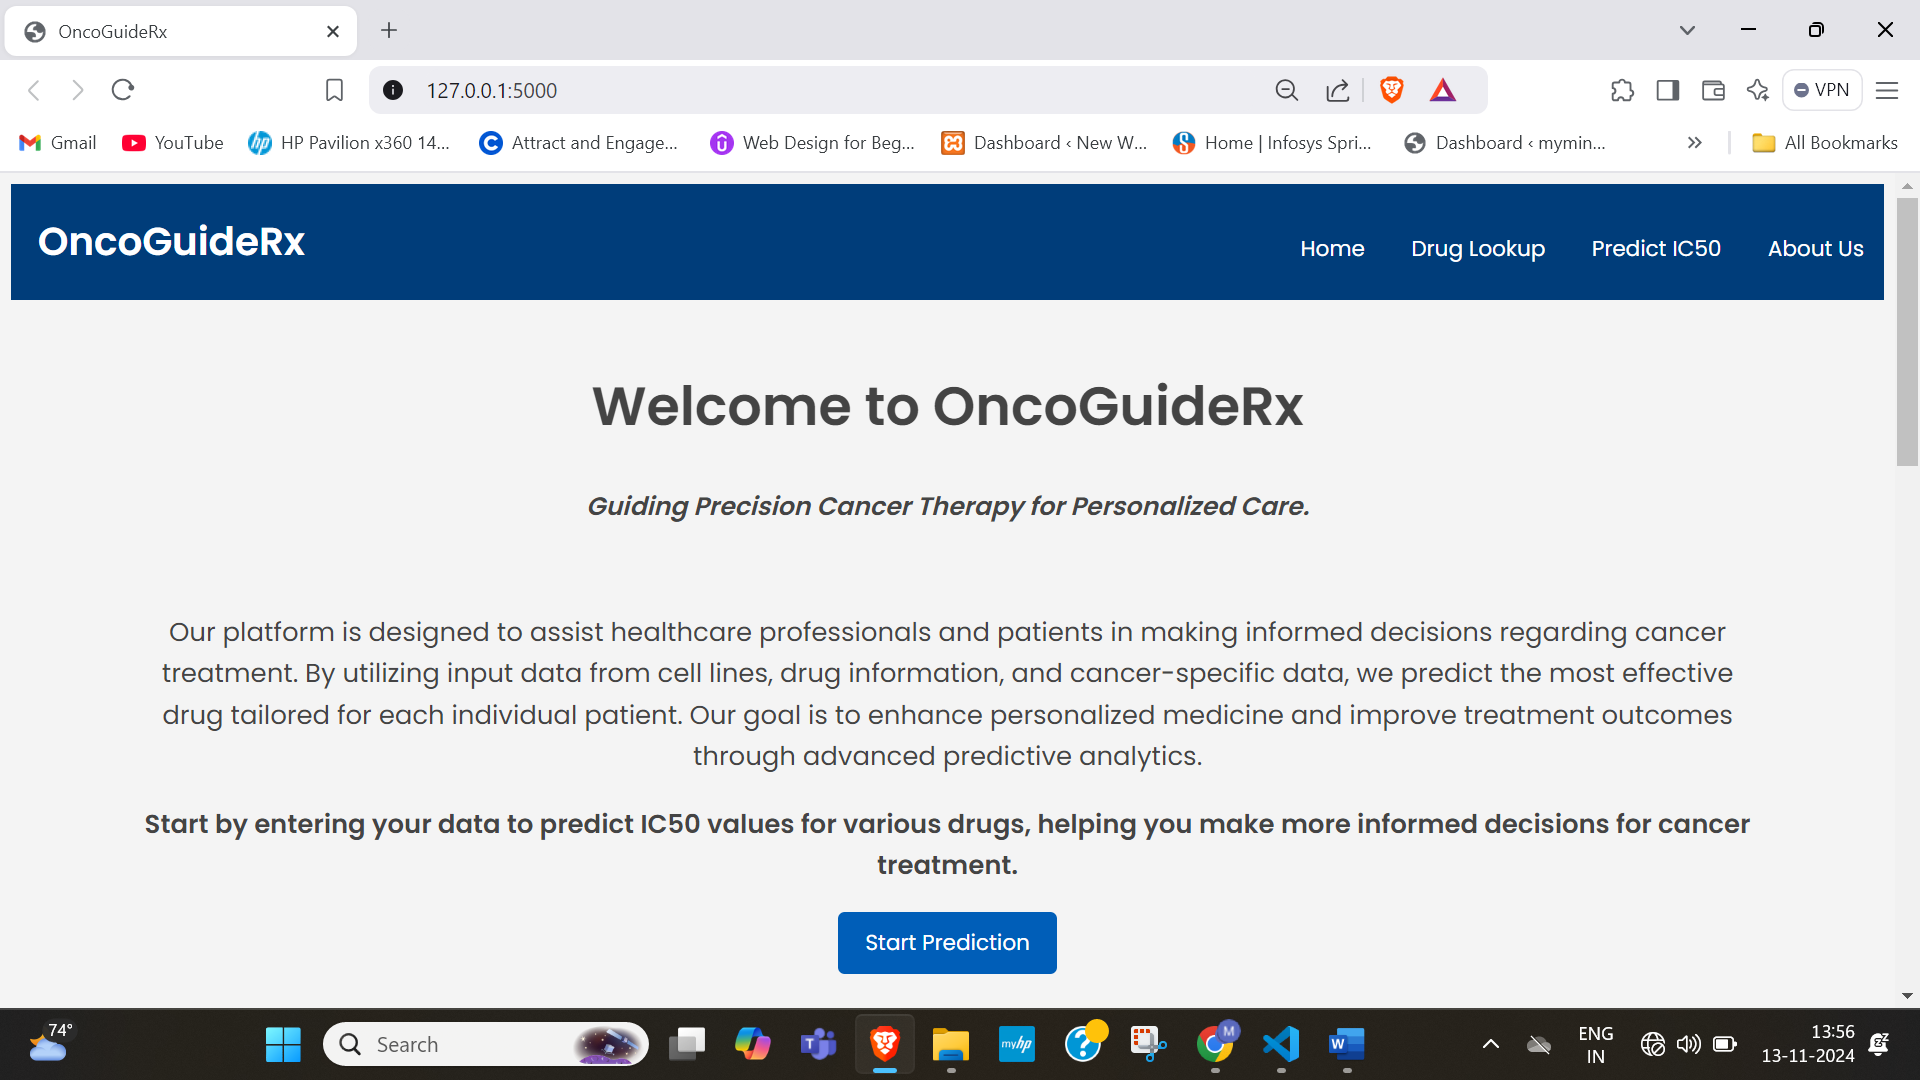 OncoGuideRx
127.0.0.1:5000
VPN
Gmail
YouTube
HP Pavilion x360 14...
Attract and Engage...
Web Design for Beg...
Dashboard ‹ New W...
Home | Infosys Spri...
Dashboard ‹ mymin...
All Bookmarks
OncoGuideRx
Home
Drug Lookup
Predict IC50
About Us
Welcome to OncoGuideRx
Guiding Precision Cancer Therapy for Personalized Care.
Our platform is designed to assist healthcare professionals and patients in making informed decisions regarding cancer
treatment. By utilizing input data from cell lines, drug information, and cancer-specific data, we predict the most effective
drug tailored for each individual patient. Our goal is to enhance personalized medicine and improve treatment outcomes
through advanced predictive analytics.
Start by entering your data to predict IC50 values for various drugs, helping you make more informed decisions for cancer
treatment.
Start Prediction
74°
Search
myhp
M
ENG
IN
13:56
13-11-2024